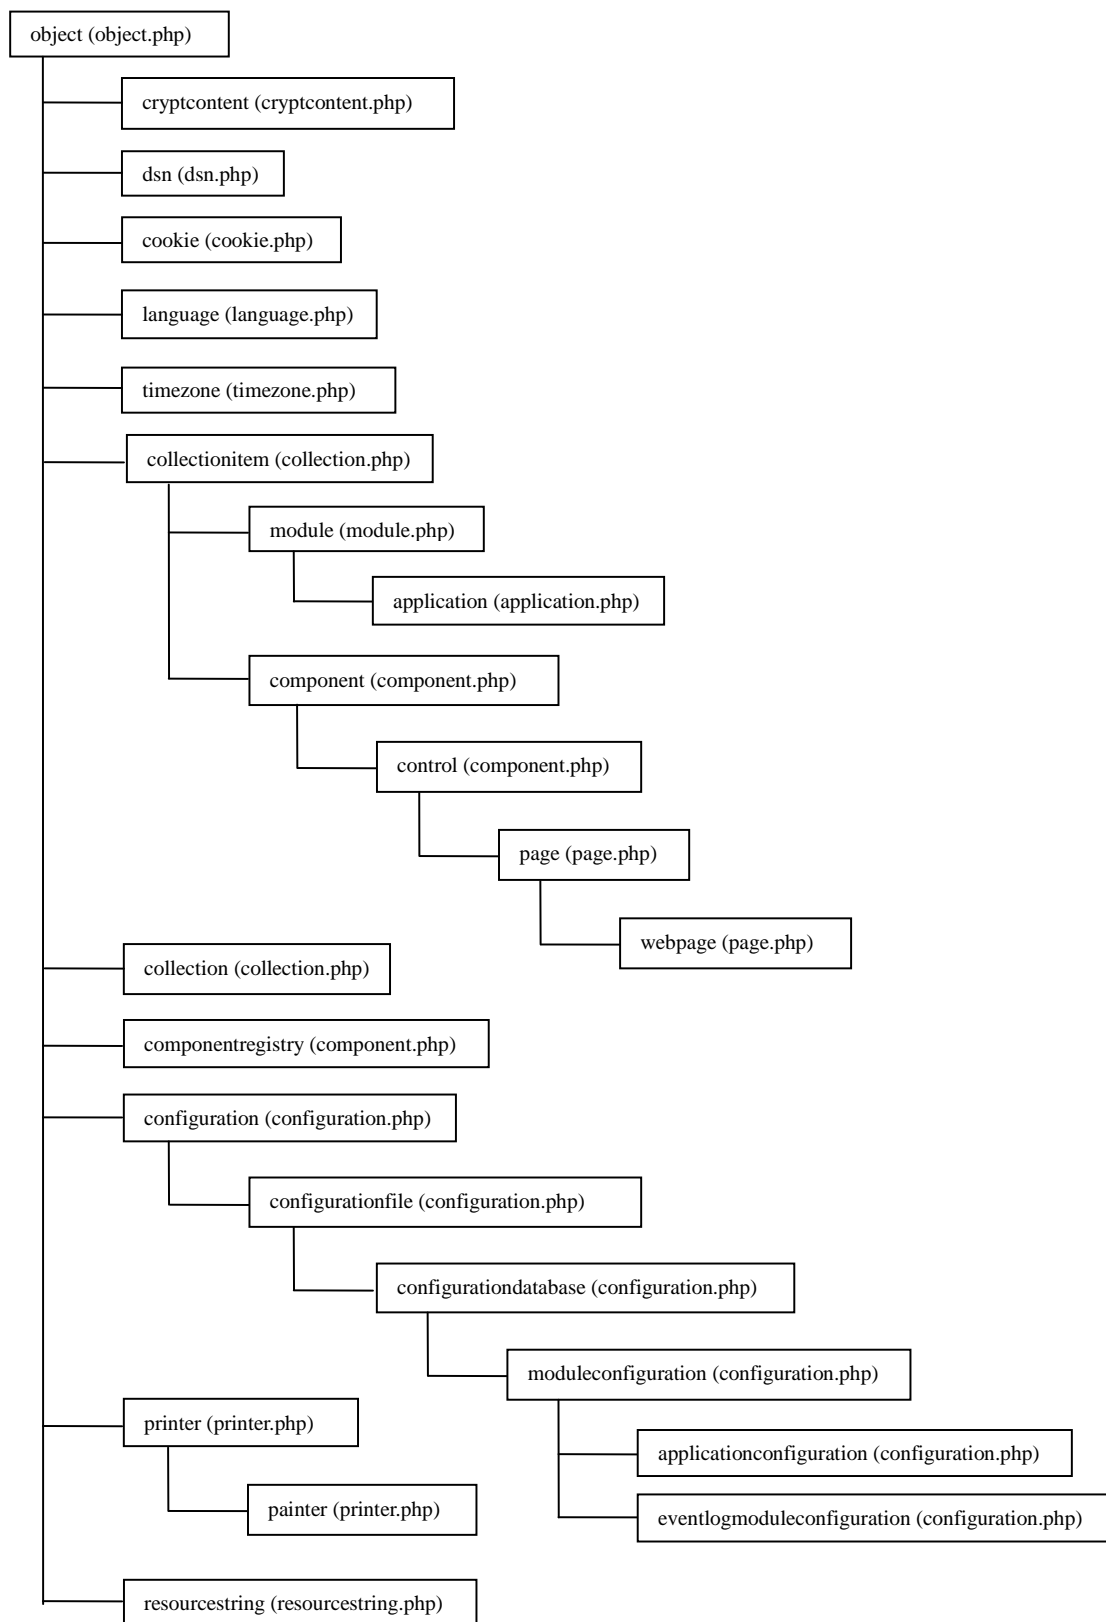 object (object.php)
cryptcontent (cryptcontent.php)
dsn (dsn.php)
cookie (cookie.php)
language (language.php)
timezone (timezone.php)
collectionitem (collection.php)
module (module.php)
application (application.php)
component (component.php)
control (component.php)
page (page.php)
webpage (page.php)
collection (collection.php)
componentregistry (component.php)
configuration (configuration.php)
configurationfile (configuration.php)
configurationdatabase (configuration.php)
moduleconfiguration (configuration.php)
printer (printer.php)
applicationconfiguration (configuration.php)
painter (printer.php)
eventlogmoduleconfiguration (configuration.php)
resourcestring (resourcestring.php)